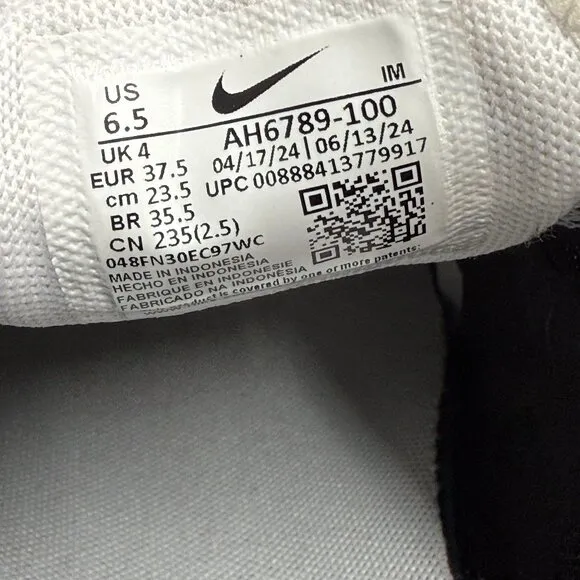 US
6.5
IM
UK 4
AH6789-100
EUR 37.5
04/17/24 | 06/13/24
cm 23.5
UPC 00888413779917
BR 35.5
CN 235(2.5)
048FN30EC97WC
MADE IN INDONESIA
HECHO EN INDONESIA
FABRIQUE EN INDONESIE
FABRICADO NA INDONESIA
product is covered by one or more patents: